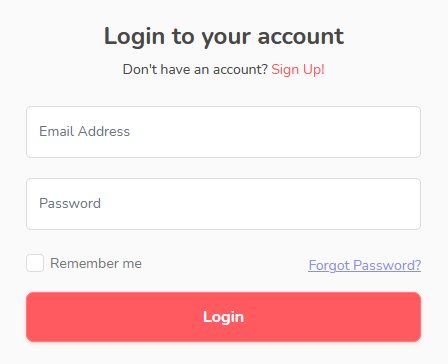 Login to your account
Don't have an account? Sign Up!
Email Address
Password
Remember me Forgot Password?
Login